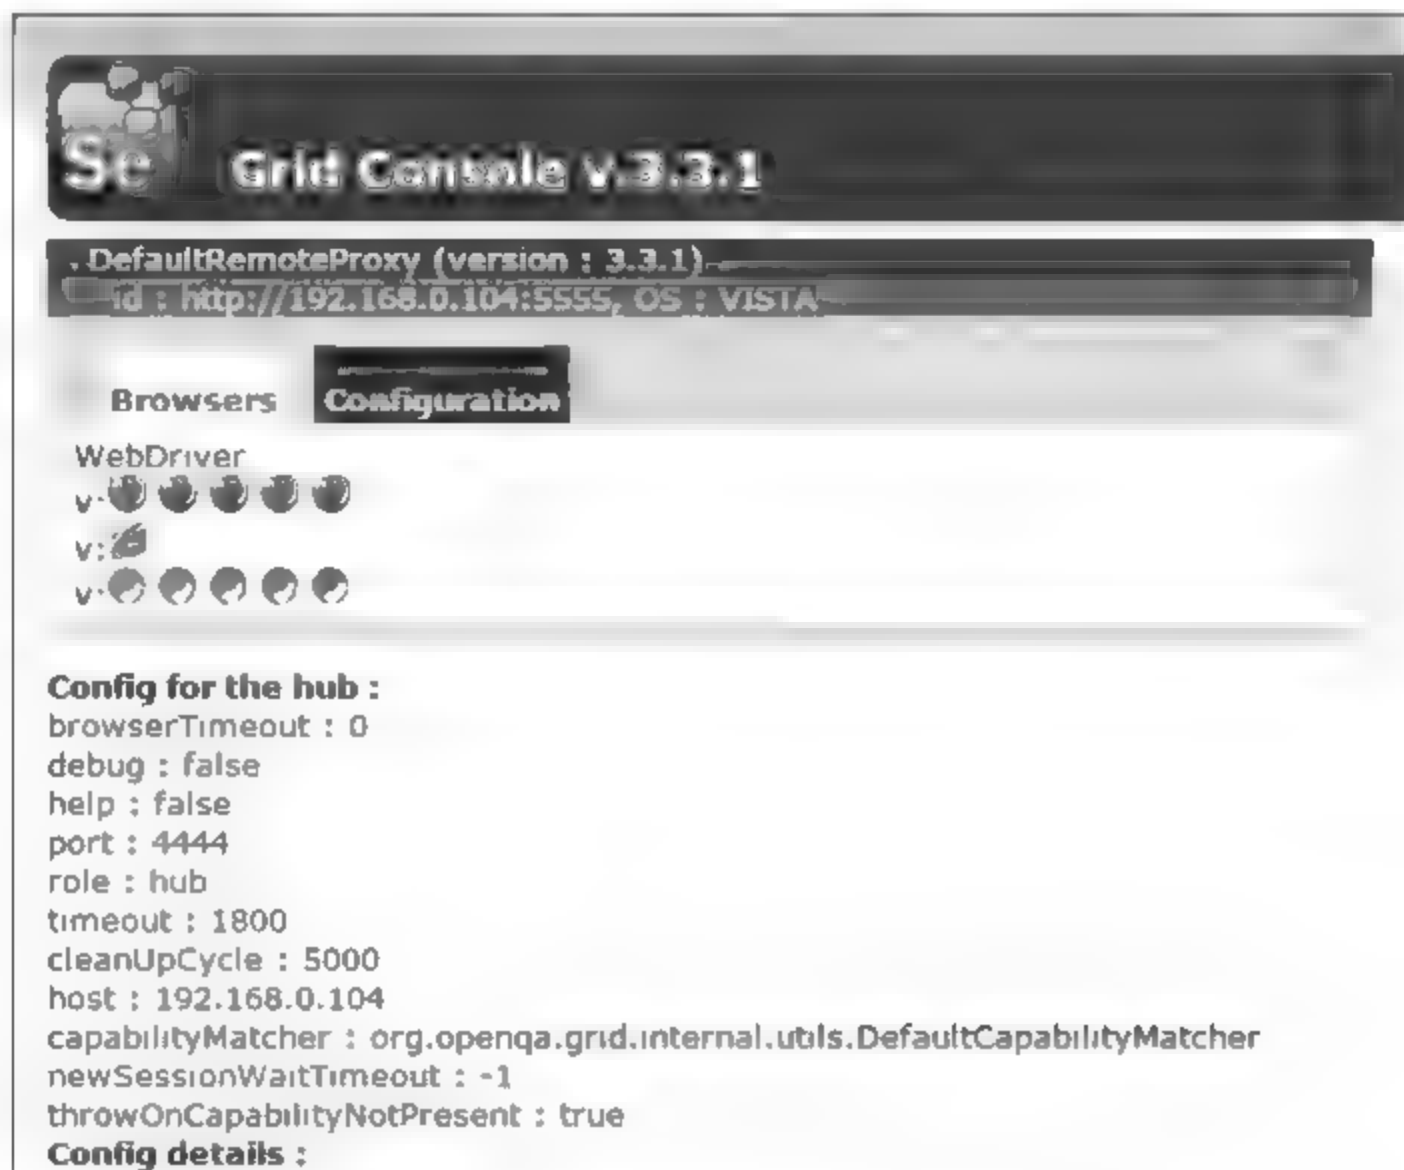 Se Grid Console v.3.3.1
DefaultRemoteProxy (version : 3.3.1)
id : http://192.168.0.104:5555, OS : VISTA
Browsers Configuration
WebDriver
v:
v:
v:
Config for the hub :
browserTimeout : 0
debug : false
help : false
port : 4444
role : hub
timeout : 1800
cleanUpCycle : 5000
host : 192.168.0.104
capabilityMatcher : org.openqa.grid.internal.utils.DefaultCapabilityMatcher
newSessionWaitTimeout : -1
throwOnCapabilityNotPresent : true
Config details :